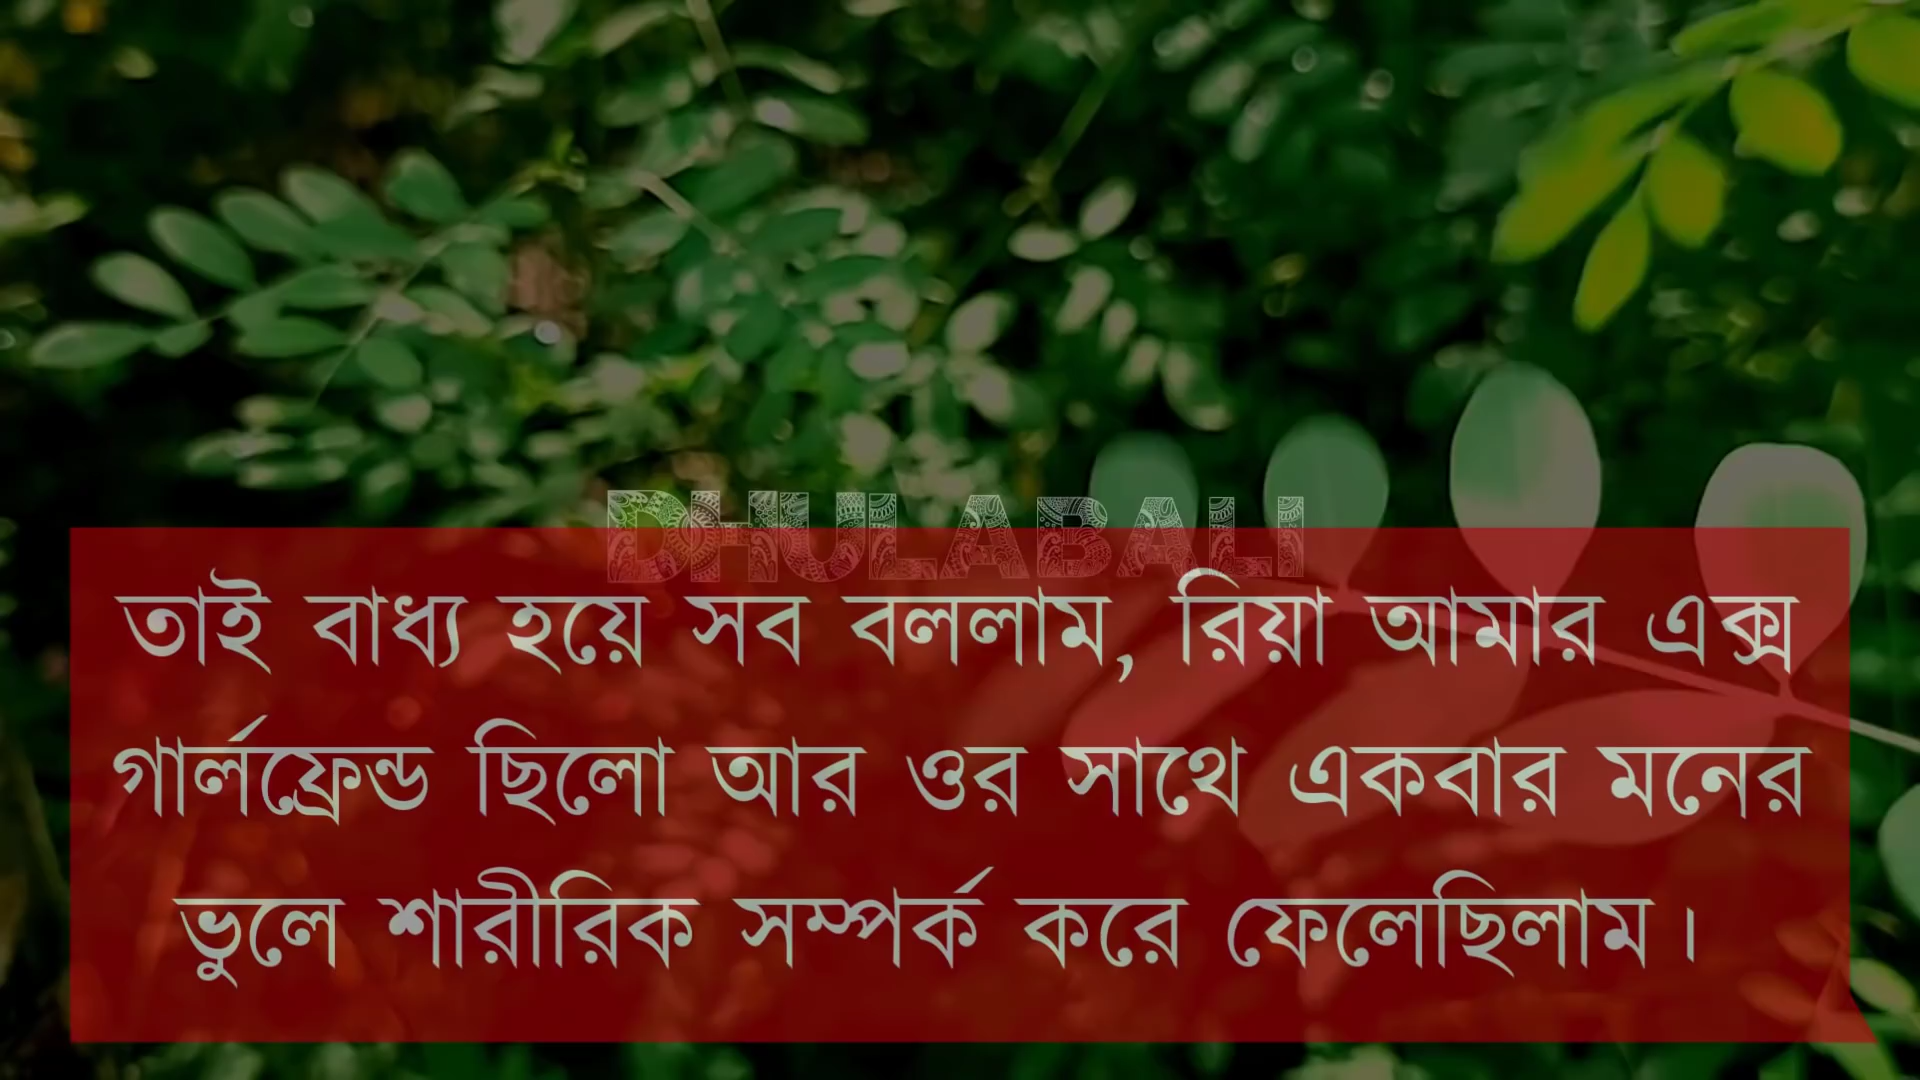 DHULABALI
তাই বাধ্য হয়ে সব বললাম, রিয়া আমার এক্স
গার্লফ্রেন্ড ছিলো আর ওর সাথে একবার মনের
ভুলে শারীরিক সম্পর্ক করে ফেলেছিলাম।